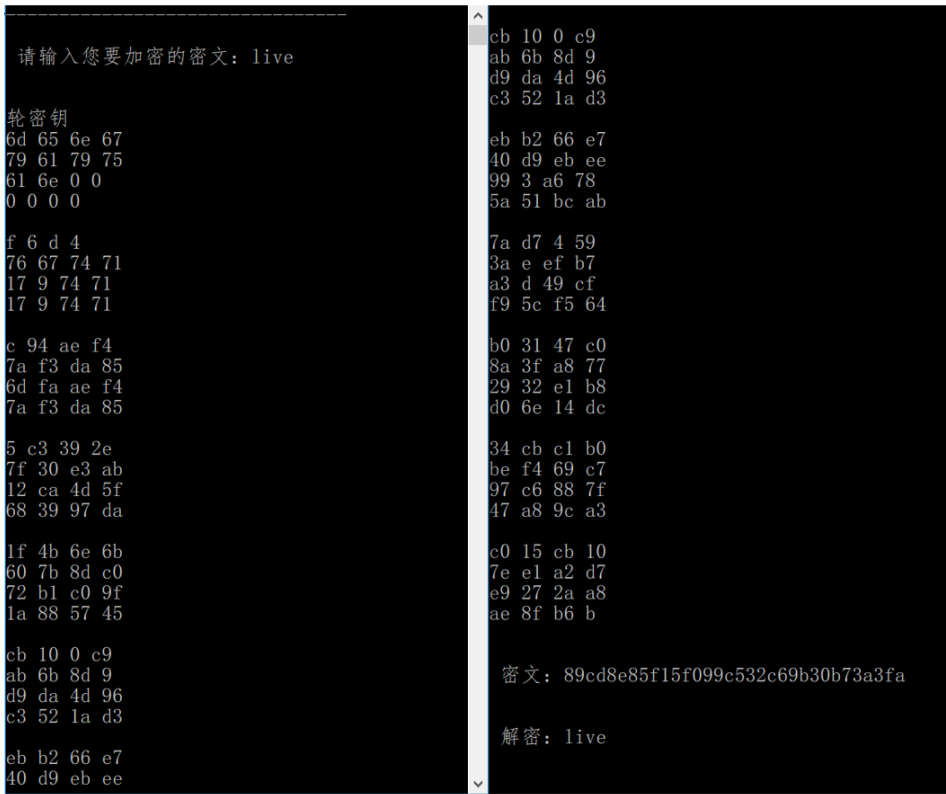 --------------------------------
请输入您要加密的密文：live
轮密钥
6d 65 6e 67
79 61 79 75
61 6e 0 0
0 0 0 0
f 6 d 4
76 67 74 71
17 9 74 71
17 9 74 71
c 94 ae f4
7a f3 da 85
6d fa ae f4
7a f3 da 85
5 c3 39 2e
7f 30 e3 ab
12 ca 4d 5f
68 39 97 da
1f 4b 6e 6b
60 7b 8d c0
72 b1 c0 9f
1a 88 57 45
cb 10 0 c9
ab 6b 8d 9
d9 da 4d 96
c3 52 1a d3
eb b2 66 e7
40 d9 eb ee
cb 10 0 c9
ab 6b 8d 9
d9 da 4d 96
c3 52 1a d3
eb b2 66 e7
40 d9 eb ee
99 3 a6 78
5a 51 bc ab
7a d7 4 59
3a e ef b7
a3 d 49 cf
f9 5c f5 64
b0 31 47 c0
8a 3f a8 77
29 32 e1 b8
d0 6e 14 dc
34 cb c1 b0
be f4 69 c7
97 c6 88 7f
47 a8 9c a3
c0 15 cb 10
7e e1 a2 d7
e9 27 2a a8
ae 8f b6 b
密文：89cd8e85f15f099c532c69b30b73a3fa
解密：live